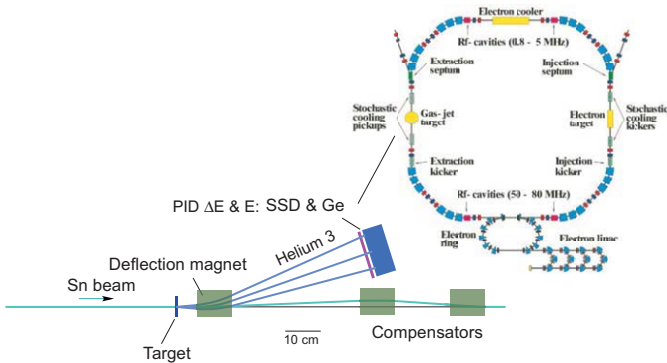 Electron cooler
Rf- cavities (0.8 - 5 MHz)
Extraction
septum
Injection
septum
Stochastic
cooling
pickups
Gas- jet
target
Electron
target
Stochastic
cooling
kickers
Extraction
kicker
Injection
kicker
Rf- cavities (50 - 80 MHz)
PID ΔE & E: SSD & Ge
Electron
ring
Electron linac
Helium 3
Deflection magnet
Sn beam
10 cm
Compensators
Target